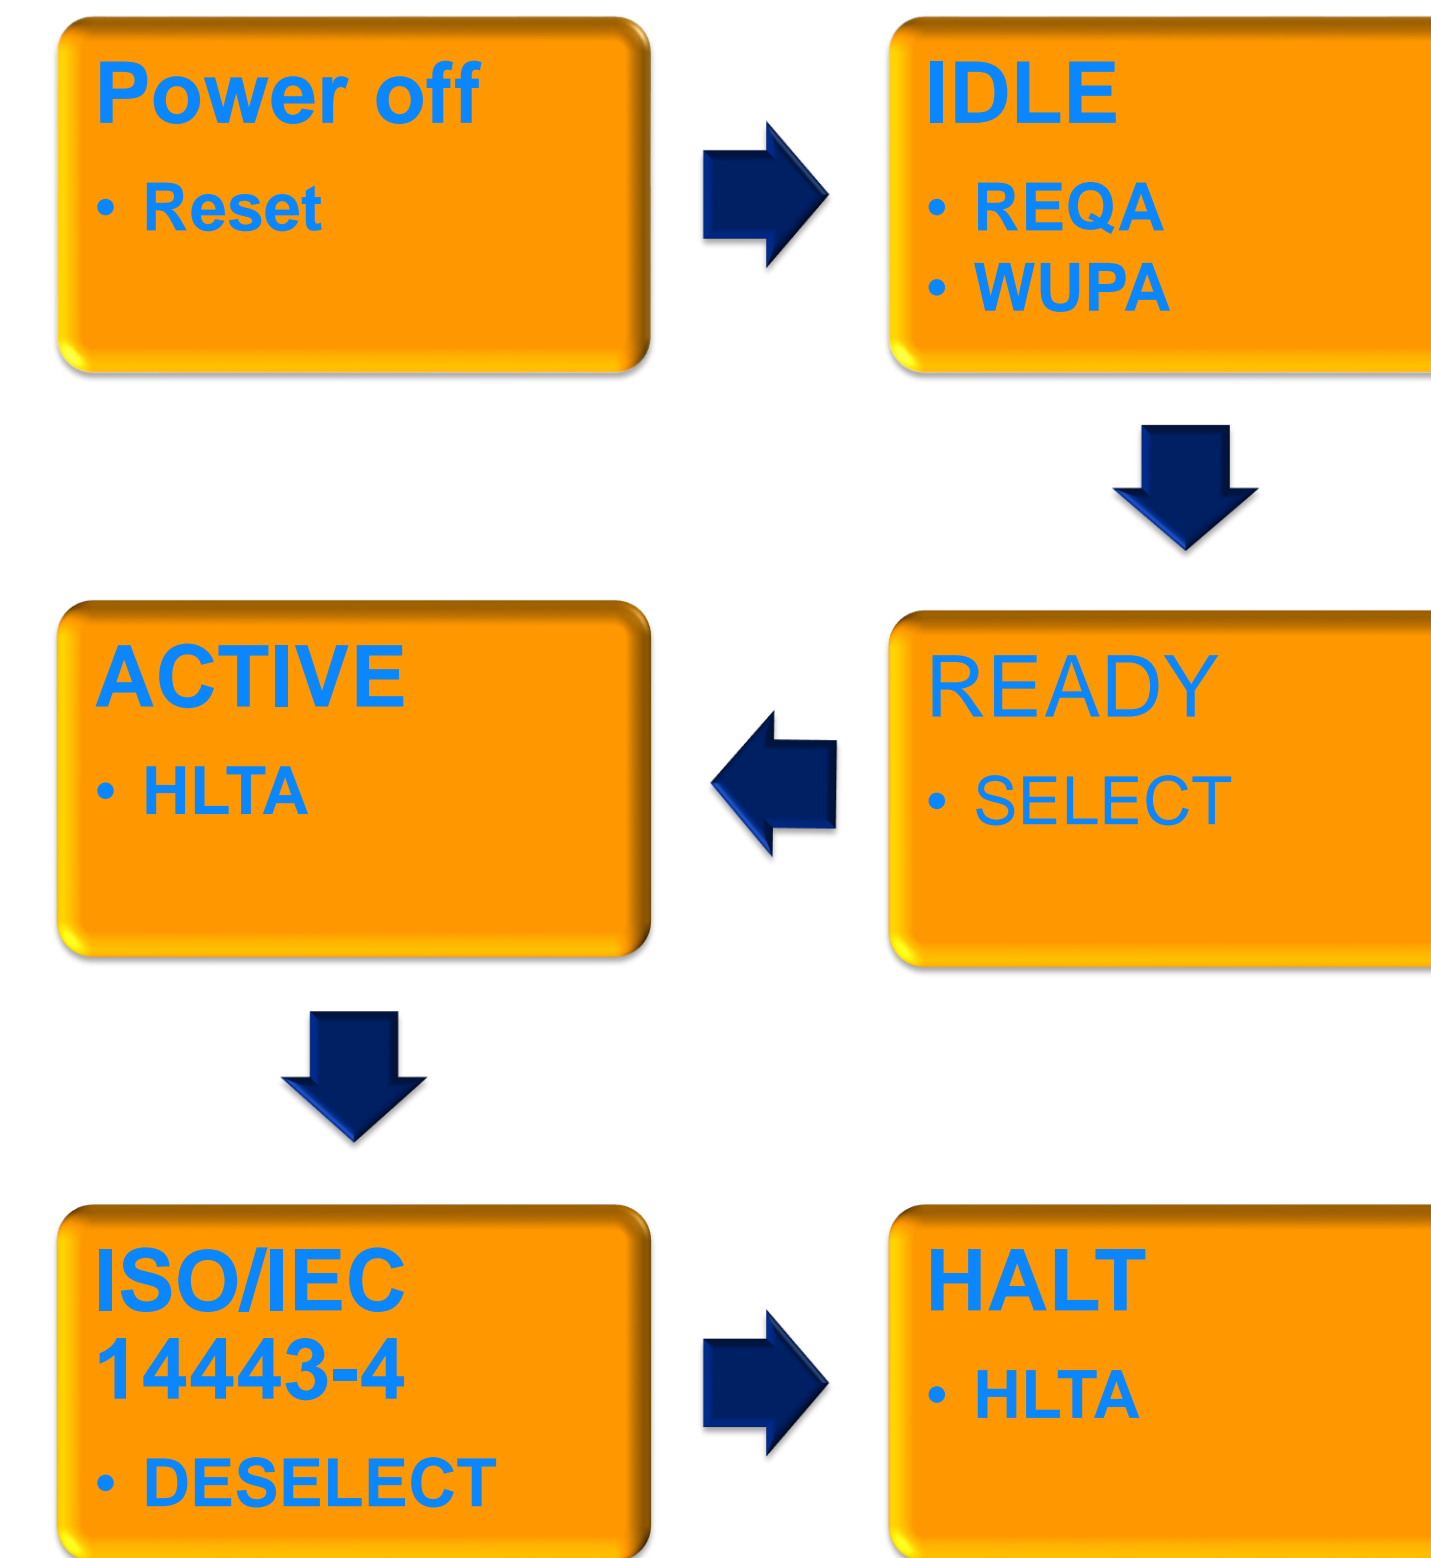 Power off
• Reset
IDLE
• REQA
• WUPA
READY
• SELECT
ACTIVE
• HLTA
ISO/IEC
14443-4
• DESELECT
HALT
• HLTA